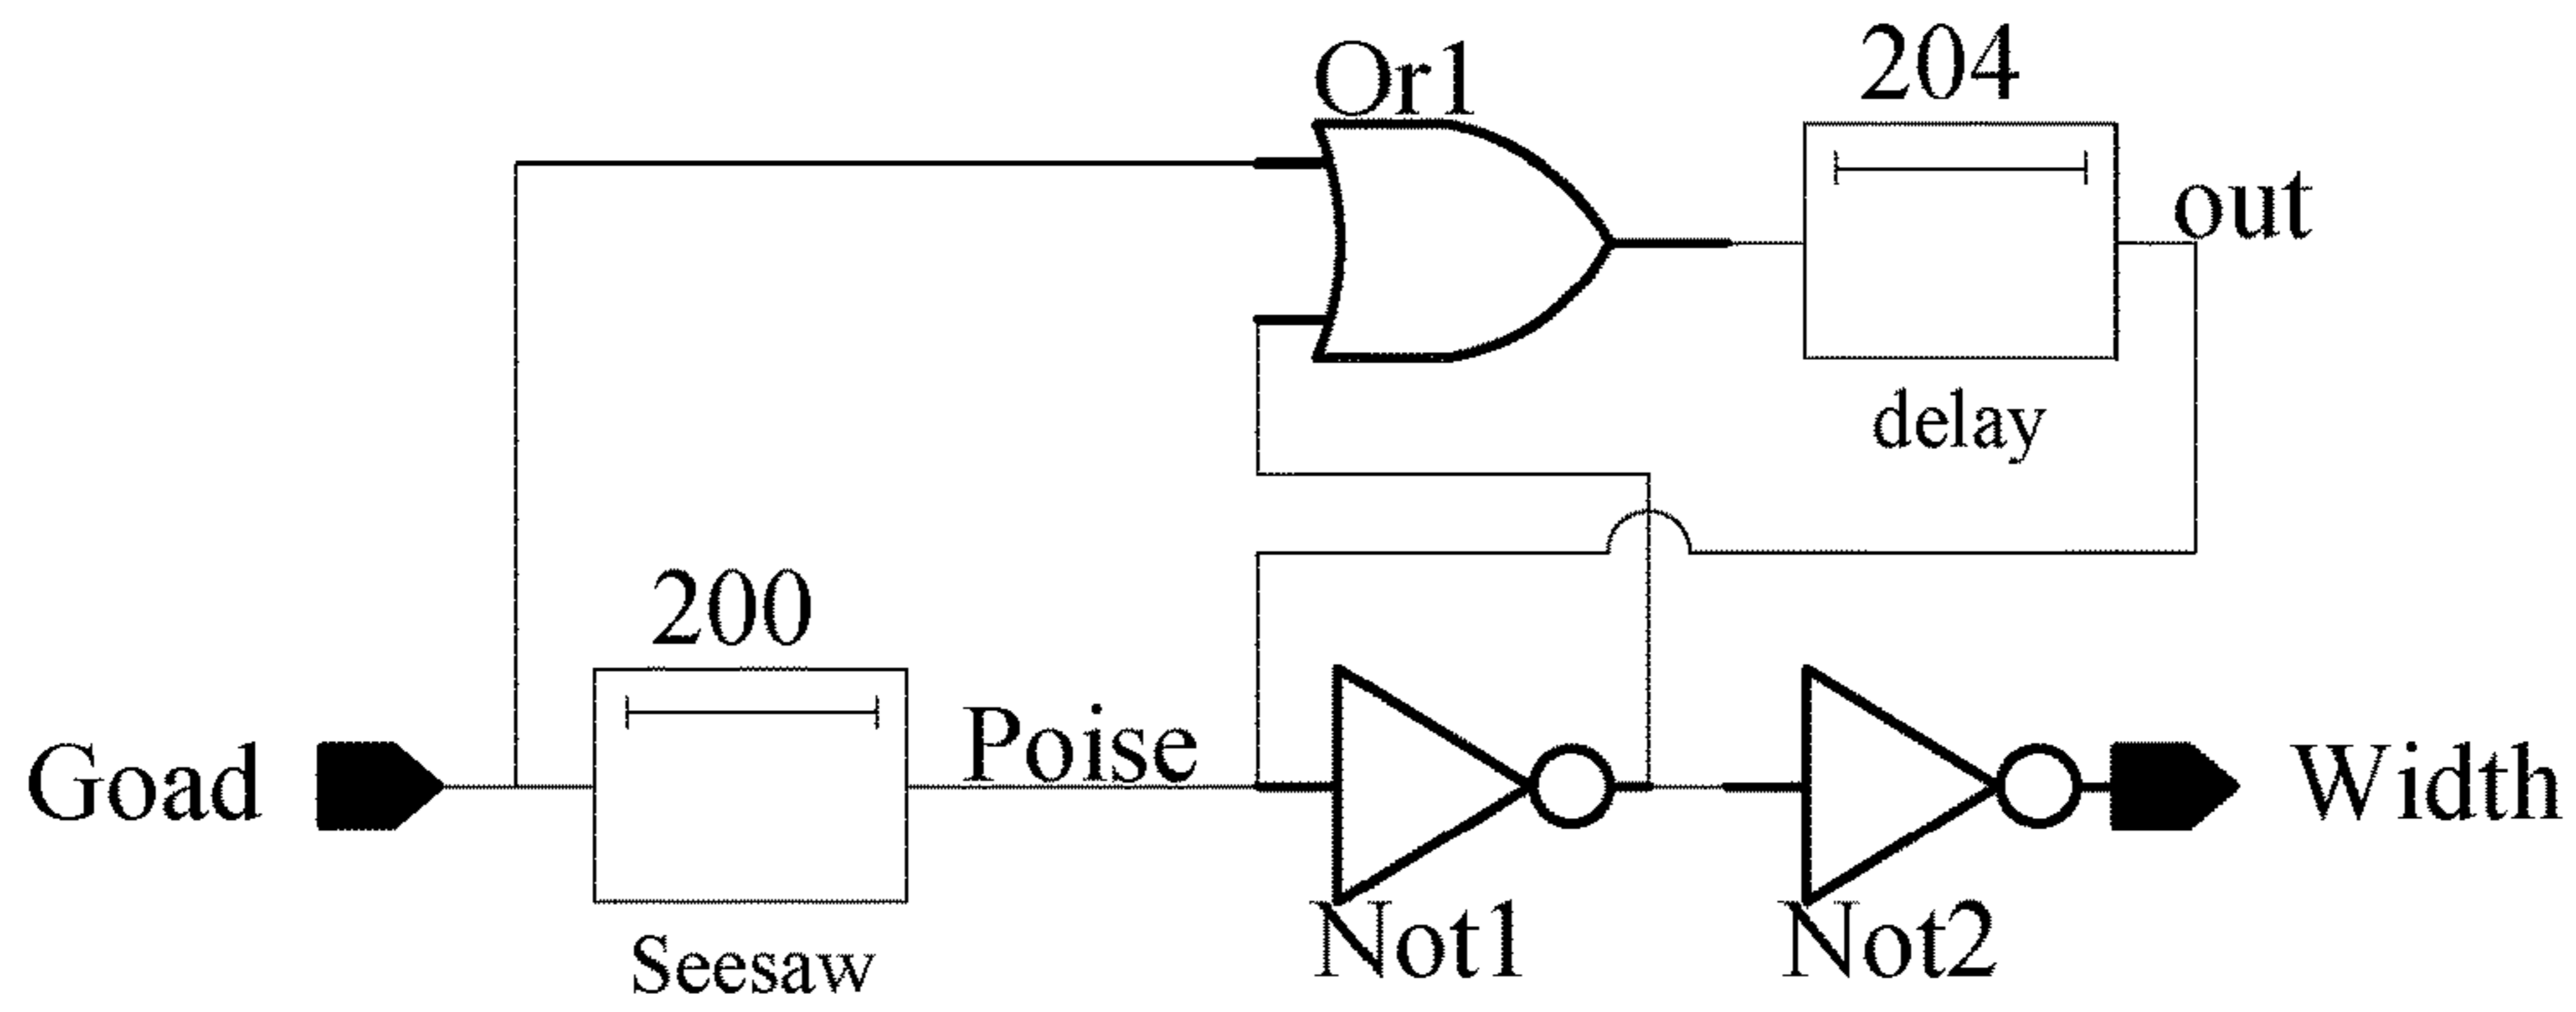 Or1
204
out
delay
200
Seesaw
Goad
Poise
Not1
Not2
Width